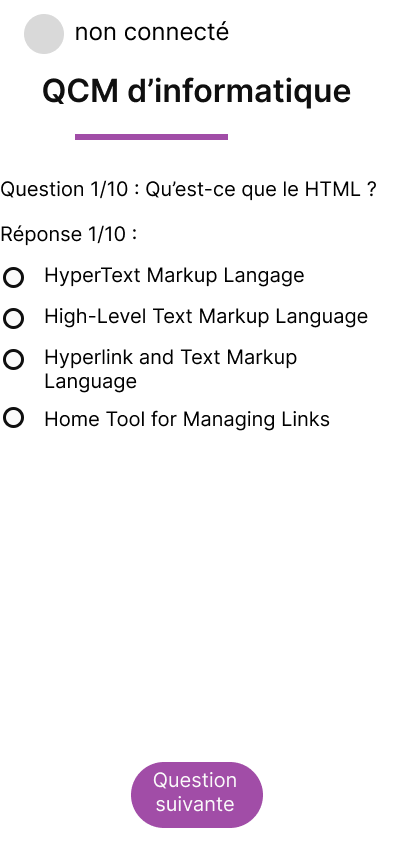 non connecté
QCM d’informatique
Question 1/10 : Qu’est-ce que le HTML ?
Réponse 1/10 :
HyperText Markup Langage
High-Level Text Markup Language
Hyperlink and Text Markup
Language
Home Tool for Managing Links
Question
suivante